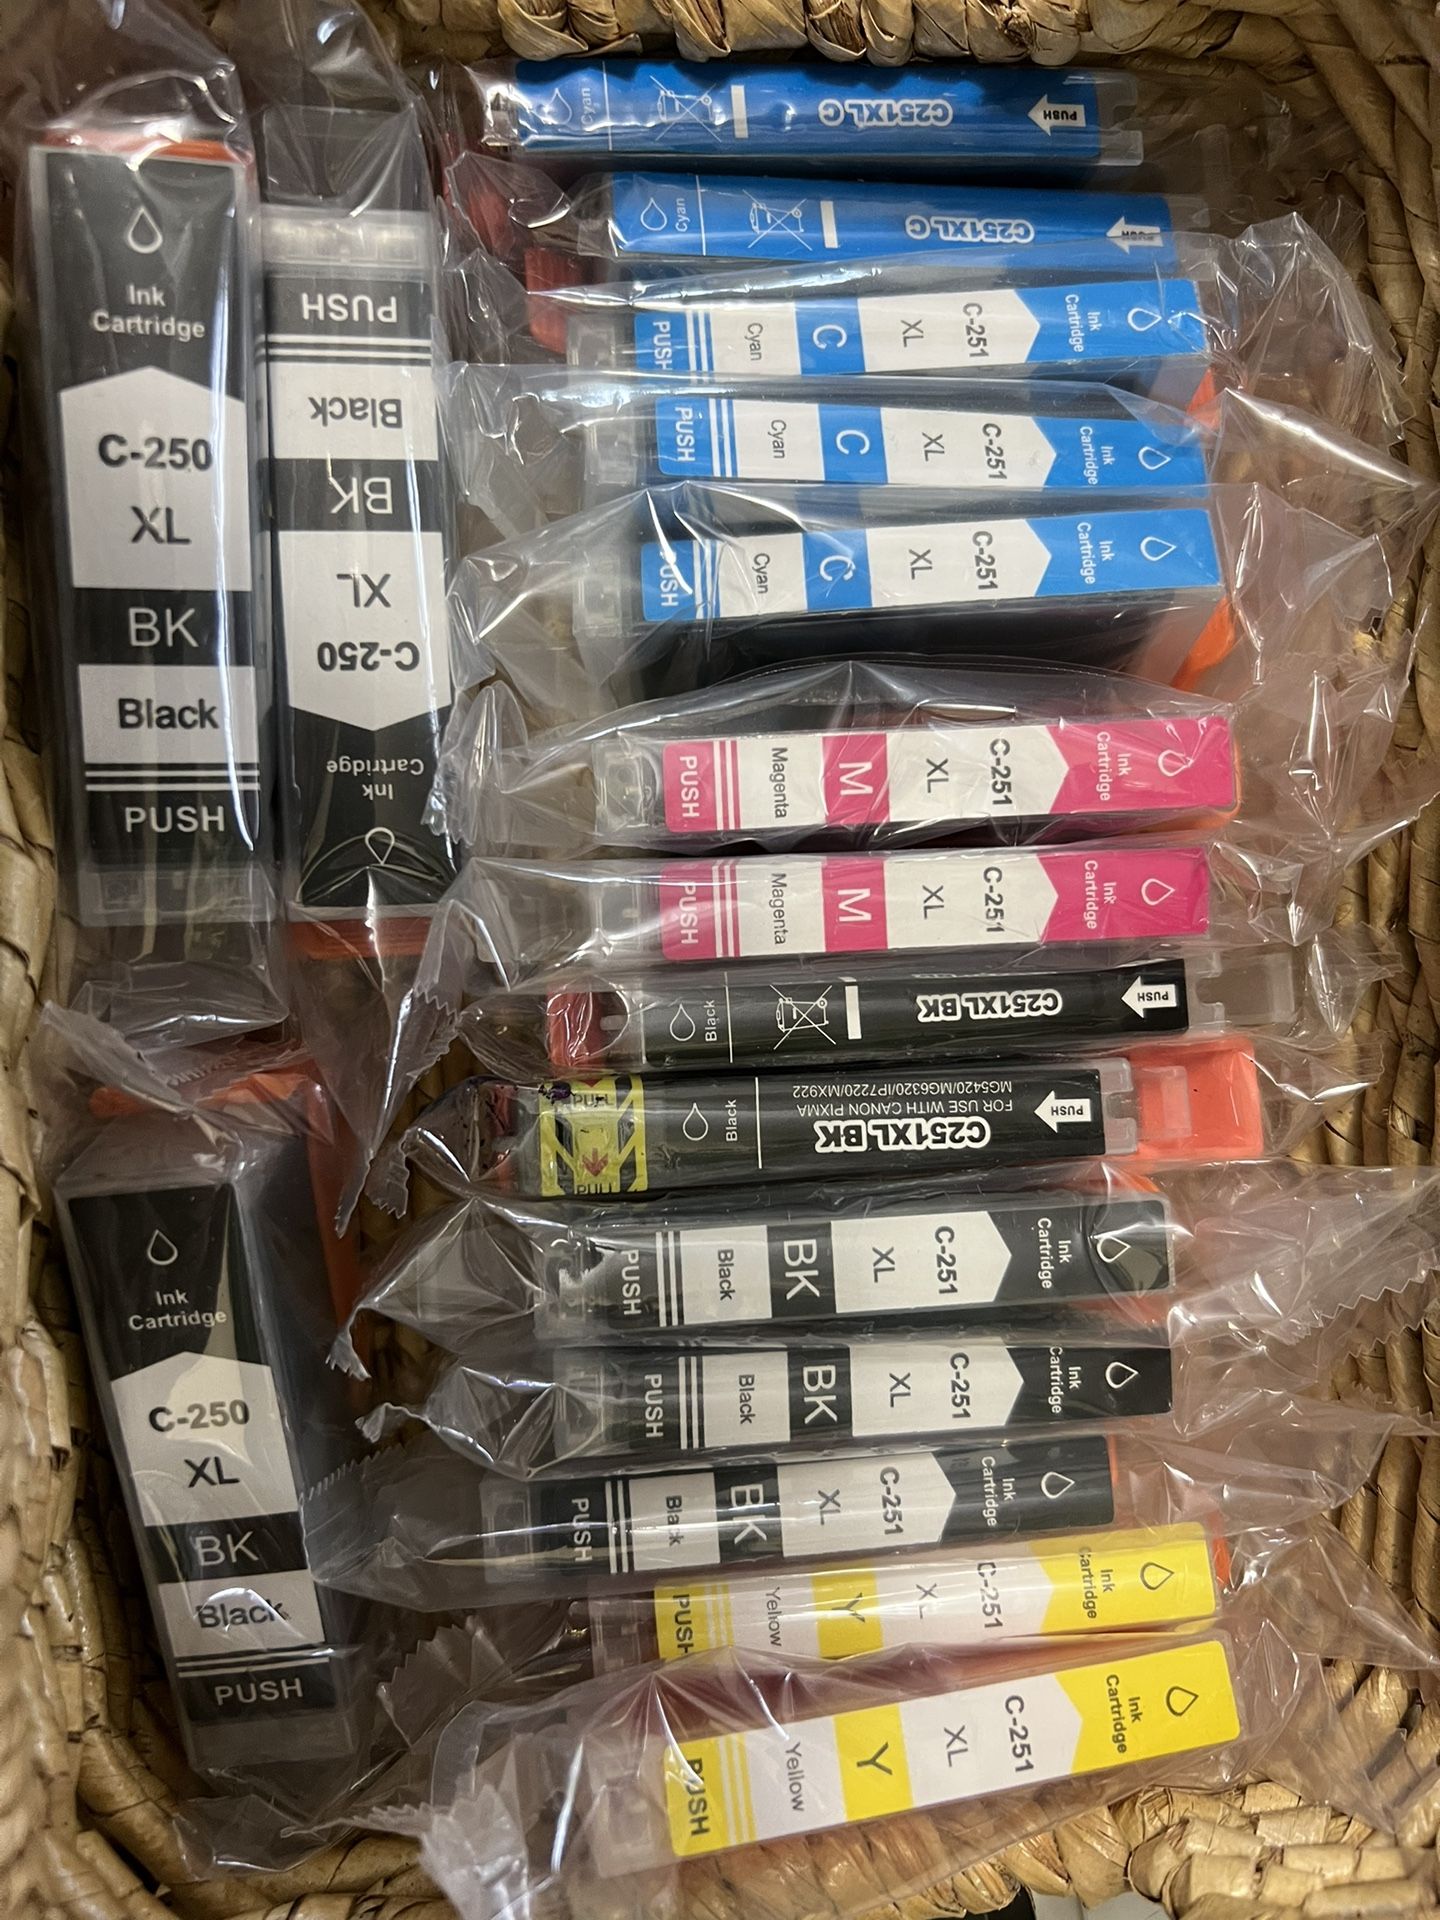 Ink
Cartridge
C-250
XL
BK
Black
PUSH
PUSH
Black
BK
XL
C-250
Ink
Cartridge
Ink
Cartridge
C-250
XL
BK
Black
PUSH
Cyan
C251XL C
PUSH
Cyan
C251XL C
PUSH
PUSH
Cyan
C
XL
C-251
Ink
Cartridge
PUSH
Cyan
C
XL
C-251
Ink
Cartridge
PUSH
Cyan
C
XL
C-251
Ink
Cartridge
PUSH
Magenta
M
XL
C-251
Ink
Cartridge
PUSH
Magenta
M
XL
C-251
Ink
Cartridge
Black
C251XL BK
PUSH
PULL
PULL
Black
C251XL BK
FOR USE WITH CANON PIXMA
MG5420/MG6320/IP7220/MX922
PUSH
PUSH
Black
BK
XL
C-251
Ink
Cartridge
PUSH
Black
BK
XL
C-251
Ink
Cartridge
PUSH
Black
BK
XL
C-251
Ink
Cartridge
PUSH
Yellow
Y
XL
C-251
Ink
Cartridge
PUSH
Yellow
Y
XL
C-251
Ink
Cartridge